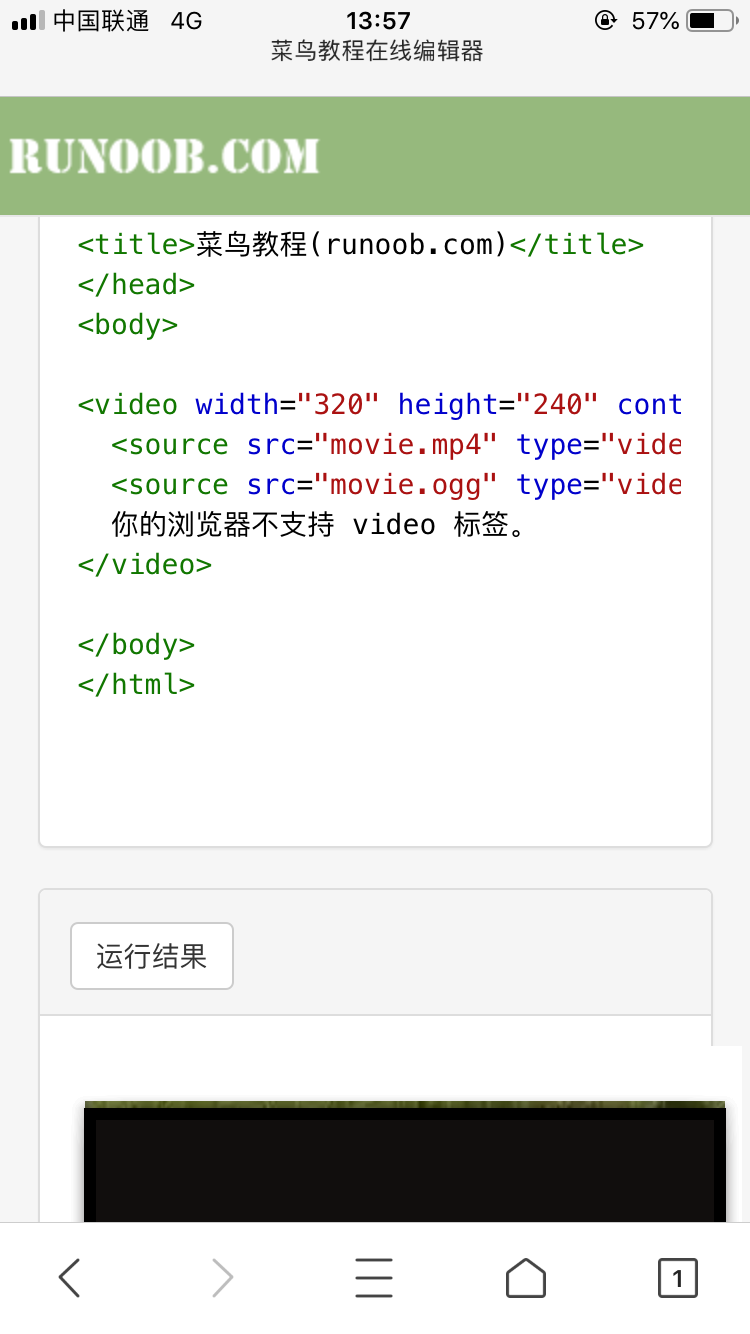 中国联通 4G 13:57 57%
菜鸟教程在线编辑器
RUNOOB.COM
<title>菜鸟教程(runoob.com)</title>
</head>
<body>
<video width="320" height="240" cont
<source src="movie.mp4" type="vide
<source src="movie.ogg" type="vide
你的浏览器不支持 video 标签。
</video>
</body>
</html>
运行结果
1